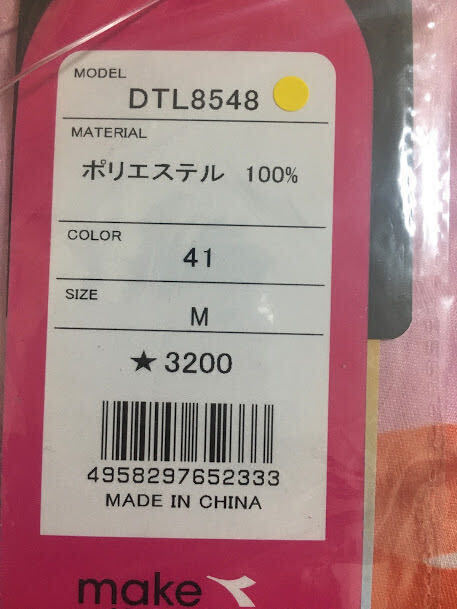 MODEL
DTL8548
MATERIAL
ポリエステル 100%
COLOR
41
SIZE
M
★3200
4958297652333
MADE IN CHINA
make